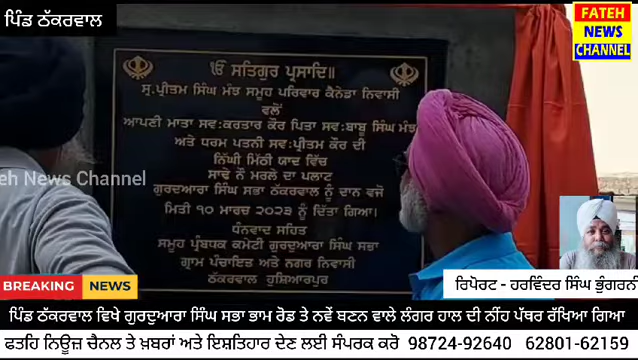 ਪਿੰਡ ਠੱਕਰਵਾਲ
FATEH
NEWS
CHANNEL
ੴ ਸਤਿਗੁਰ ਪ੍ਰਸਾਦਿ॥
ਸੁ.ਪ੍ਰੀਤਮ ਸਿੰਘ ਮੰਝ ਸਮੂਹ ਪਰਿਵਾਰ ਕੈਨੇਡਾ ਨਿਵਾਸੀ
ਵਲੋਂ
ਆਪਣੀ ਮਾਤਾ ਸਵ:ਕਰਤਾਰ ਕੌਰ ਪਿਤਾ ਸਵ:ਬਾਬੂ ਸਿੰਘ ਮੰਝ
ਅਤੇ ਧਰਮ ਪਤਨੀ ਸਵ:ਪ੍ਰੀਤਮ ਕੌਰ ਦੀ
ਨਿੱਘੀ ਮਿੱਠੀ ਯਾਦ ਵਿੱਚ
ਸਾਢੇ ਨੌ ਮਰਲੇ ਦਾ ਪਲਾਟ
ਗੁਰਦੁਆਰਾ ਸਿੰਘ ਸਭਾ ਠੱਕਰਵਾਲ ਨੂੰ ਦਾਨ ਵਜੋਂ
ਮਿਤੀ ੧੦ ਮਾਰਚ ੨੦੨੩ ਨੂੰ ਦਿੱਤਾ ਗਿਆ।
ਧੰਨਵਾਦ ਸਹਿਤ
ਸਮੂਹ ਪ੍ਰਬੰਧਕ ਕਮੇਟੀ ਗੁਰਦੁਆਰਾ ਸਿੰਘ ਸਭਾ
ਗ੍ਰਾਮ ਪੰਚਾਇਤ ਅਤੇ ਨਗਰ ਨਿਵਾਸੀ
ਠੱਕਰਵਾਲ ਹੁਸ਼ਿਆਰਪੁਰ
News Channel
BREAKING NEWS
ਰਿਪੋਰਟ - ਹਰਵਿੰਦਰ ਸਿੰਘ ਭੁੰਗਰਨੀ
ਪਿੰਡ ਠੱਕਰਵਾਲ ਵਿਖੇ ਗੁਰਦੁਆਰਾ ਸਿੰਘ ਸਭਾ ਭਾਮ ਰੋਡ ਤੇ ਨਵੇਂ ਬਣਨ ਵਾਲੇ ਲੰਗਰ ਹਾਲ ਦੀ ਨੀਂਹ ਪੱਥਰ ਰੱਖਿਆ ਗਿਆ
ਫਤਹਿ ਨਿਊਜ਼ ਚੈਨਲ ਤੇ ਖ਼ਬਰਾਂ ਅਤੇ ਇਸ਼ਤਿਹਾਰ ਦੇਣ ਲਈ ਸੰਪਰਕ ਕਰੋ 98724-92640 62801-62159